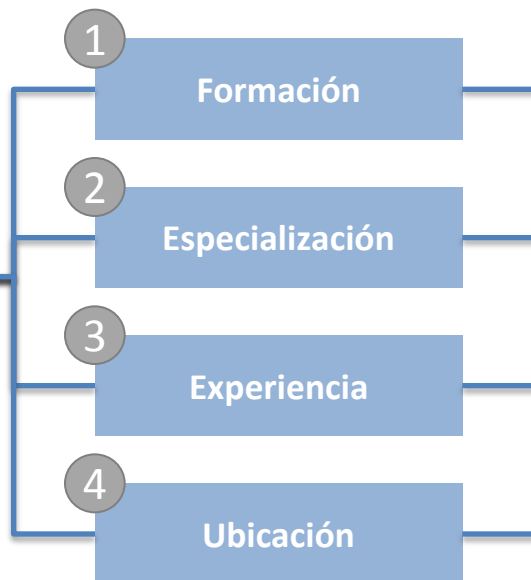 1
Formación
2
Especialización
3
Experiencia
4
Ubicación